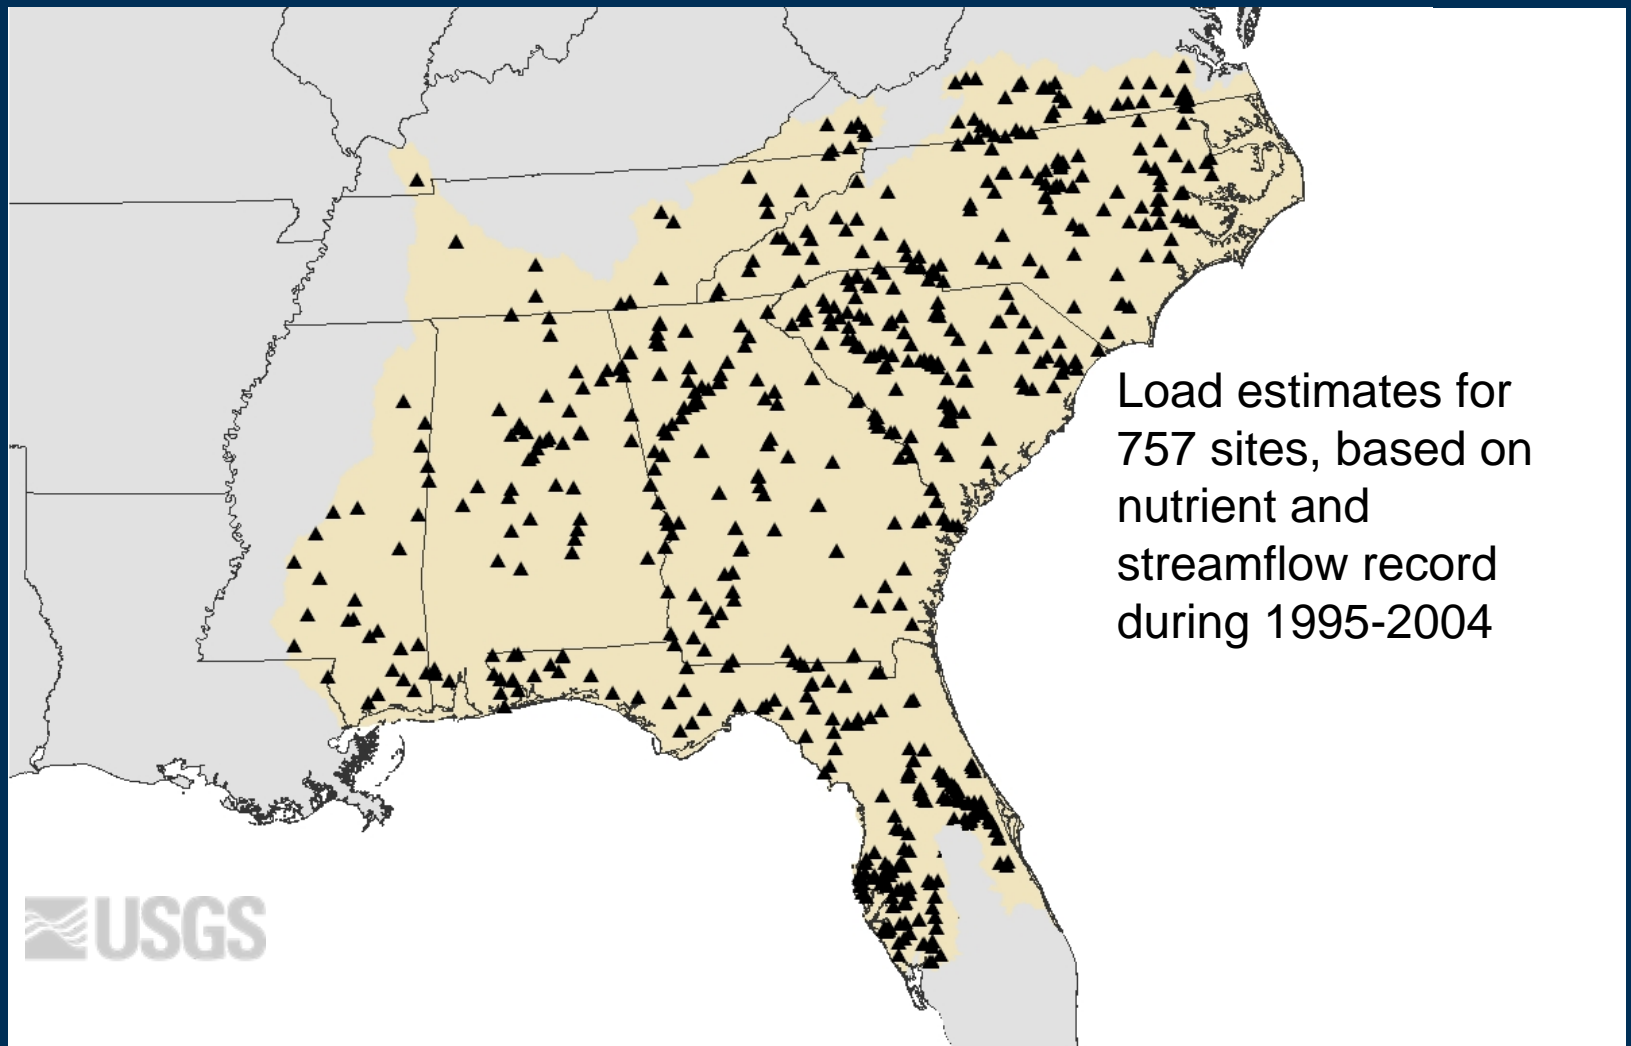 Load estimates for
757 sites, based on
nutrient and
streamflow record
during 1995-2004
USGS